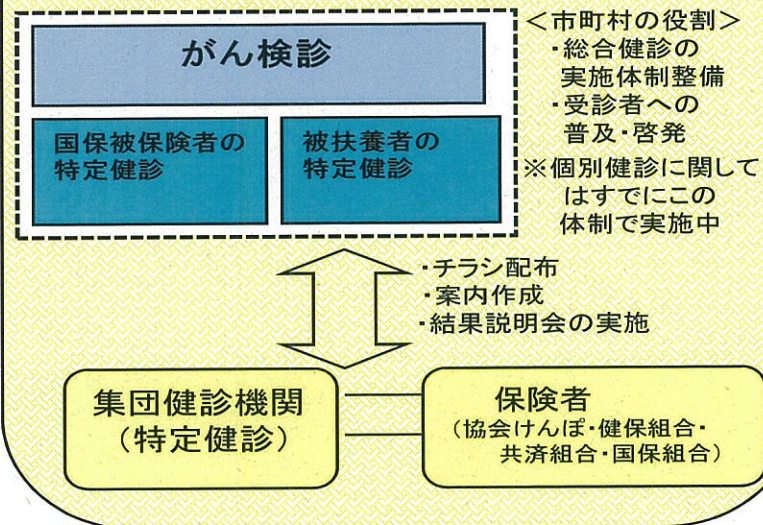 がん検診
国保被保険者の
特定健診
被扶養者の
特定健診
＜市町村の役割＞
・総合健診の
実施体制整備
・受診者への
普及・啓発
※個別健診に関して
はすでにこの
体制で実施中
・チラシ配布
・案内作成
・結果説明会の実施
集団健診機関
（特定健診）
保険者
（協会けんぽ・健保組合・
共済組合・国保組合）